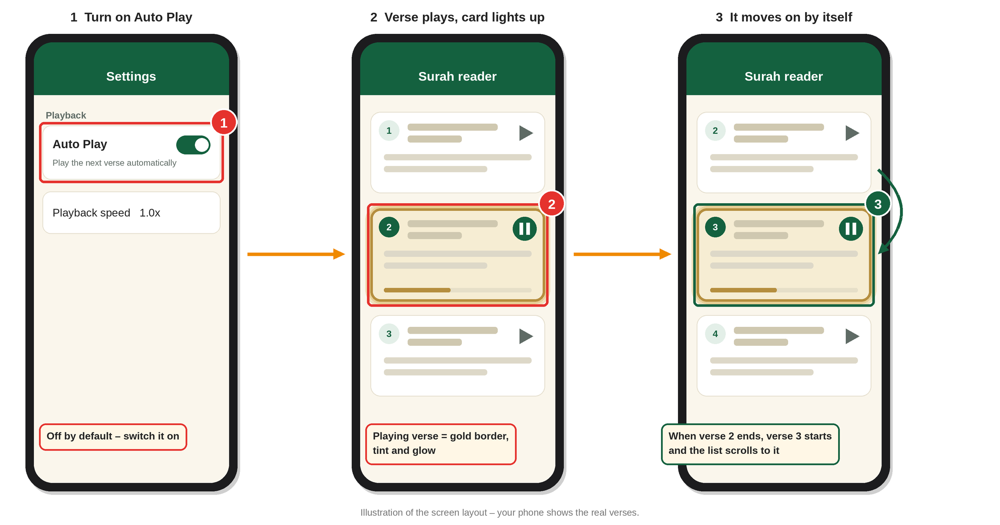 1 Turn on Auto Play
Settings
Playback
1
Auto Play
Play the next verse automatically
Playback speed 1.0x
Off by default – switch it on
2 Verse plays, card lights up
Surah reader
1
2
2
3
Playing verse = gold border,
tint and glow
3 It moves on by itself
Surah reader
2
3
3
4
When verse 2 ends, verse 3 starts
and the list scrolls to it
Illustration of the screen layout – your phone shows the real verses.